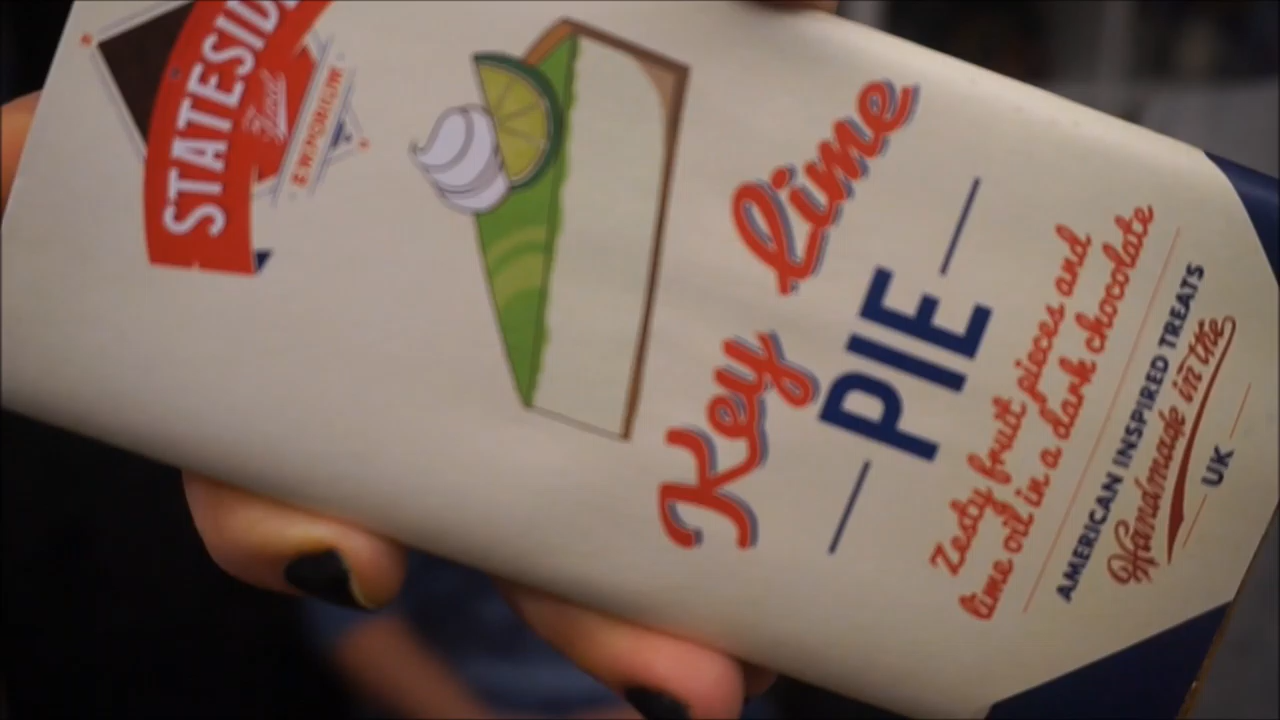 STATESIDE
Food
EMPORIUM
Key Lime
PIE
Zesty fruit pieces and
lime oil in a dark chocolate
AMERICAN INSPIRED TREATS
Handmade in the
UK